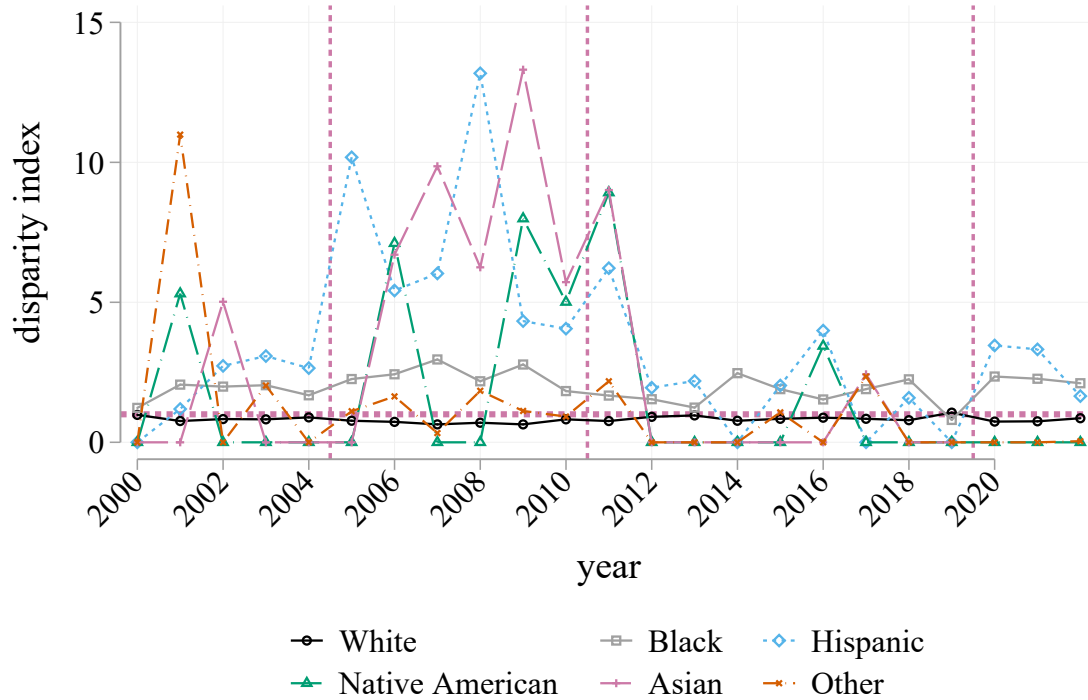 15
10
5
0
disparity index
2000 2002 2004 2006 2008 2010 2012 2014 2016 2018 2020
year
White Black Hispanic
Native American Asian Other